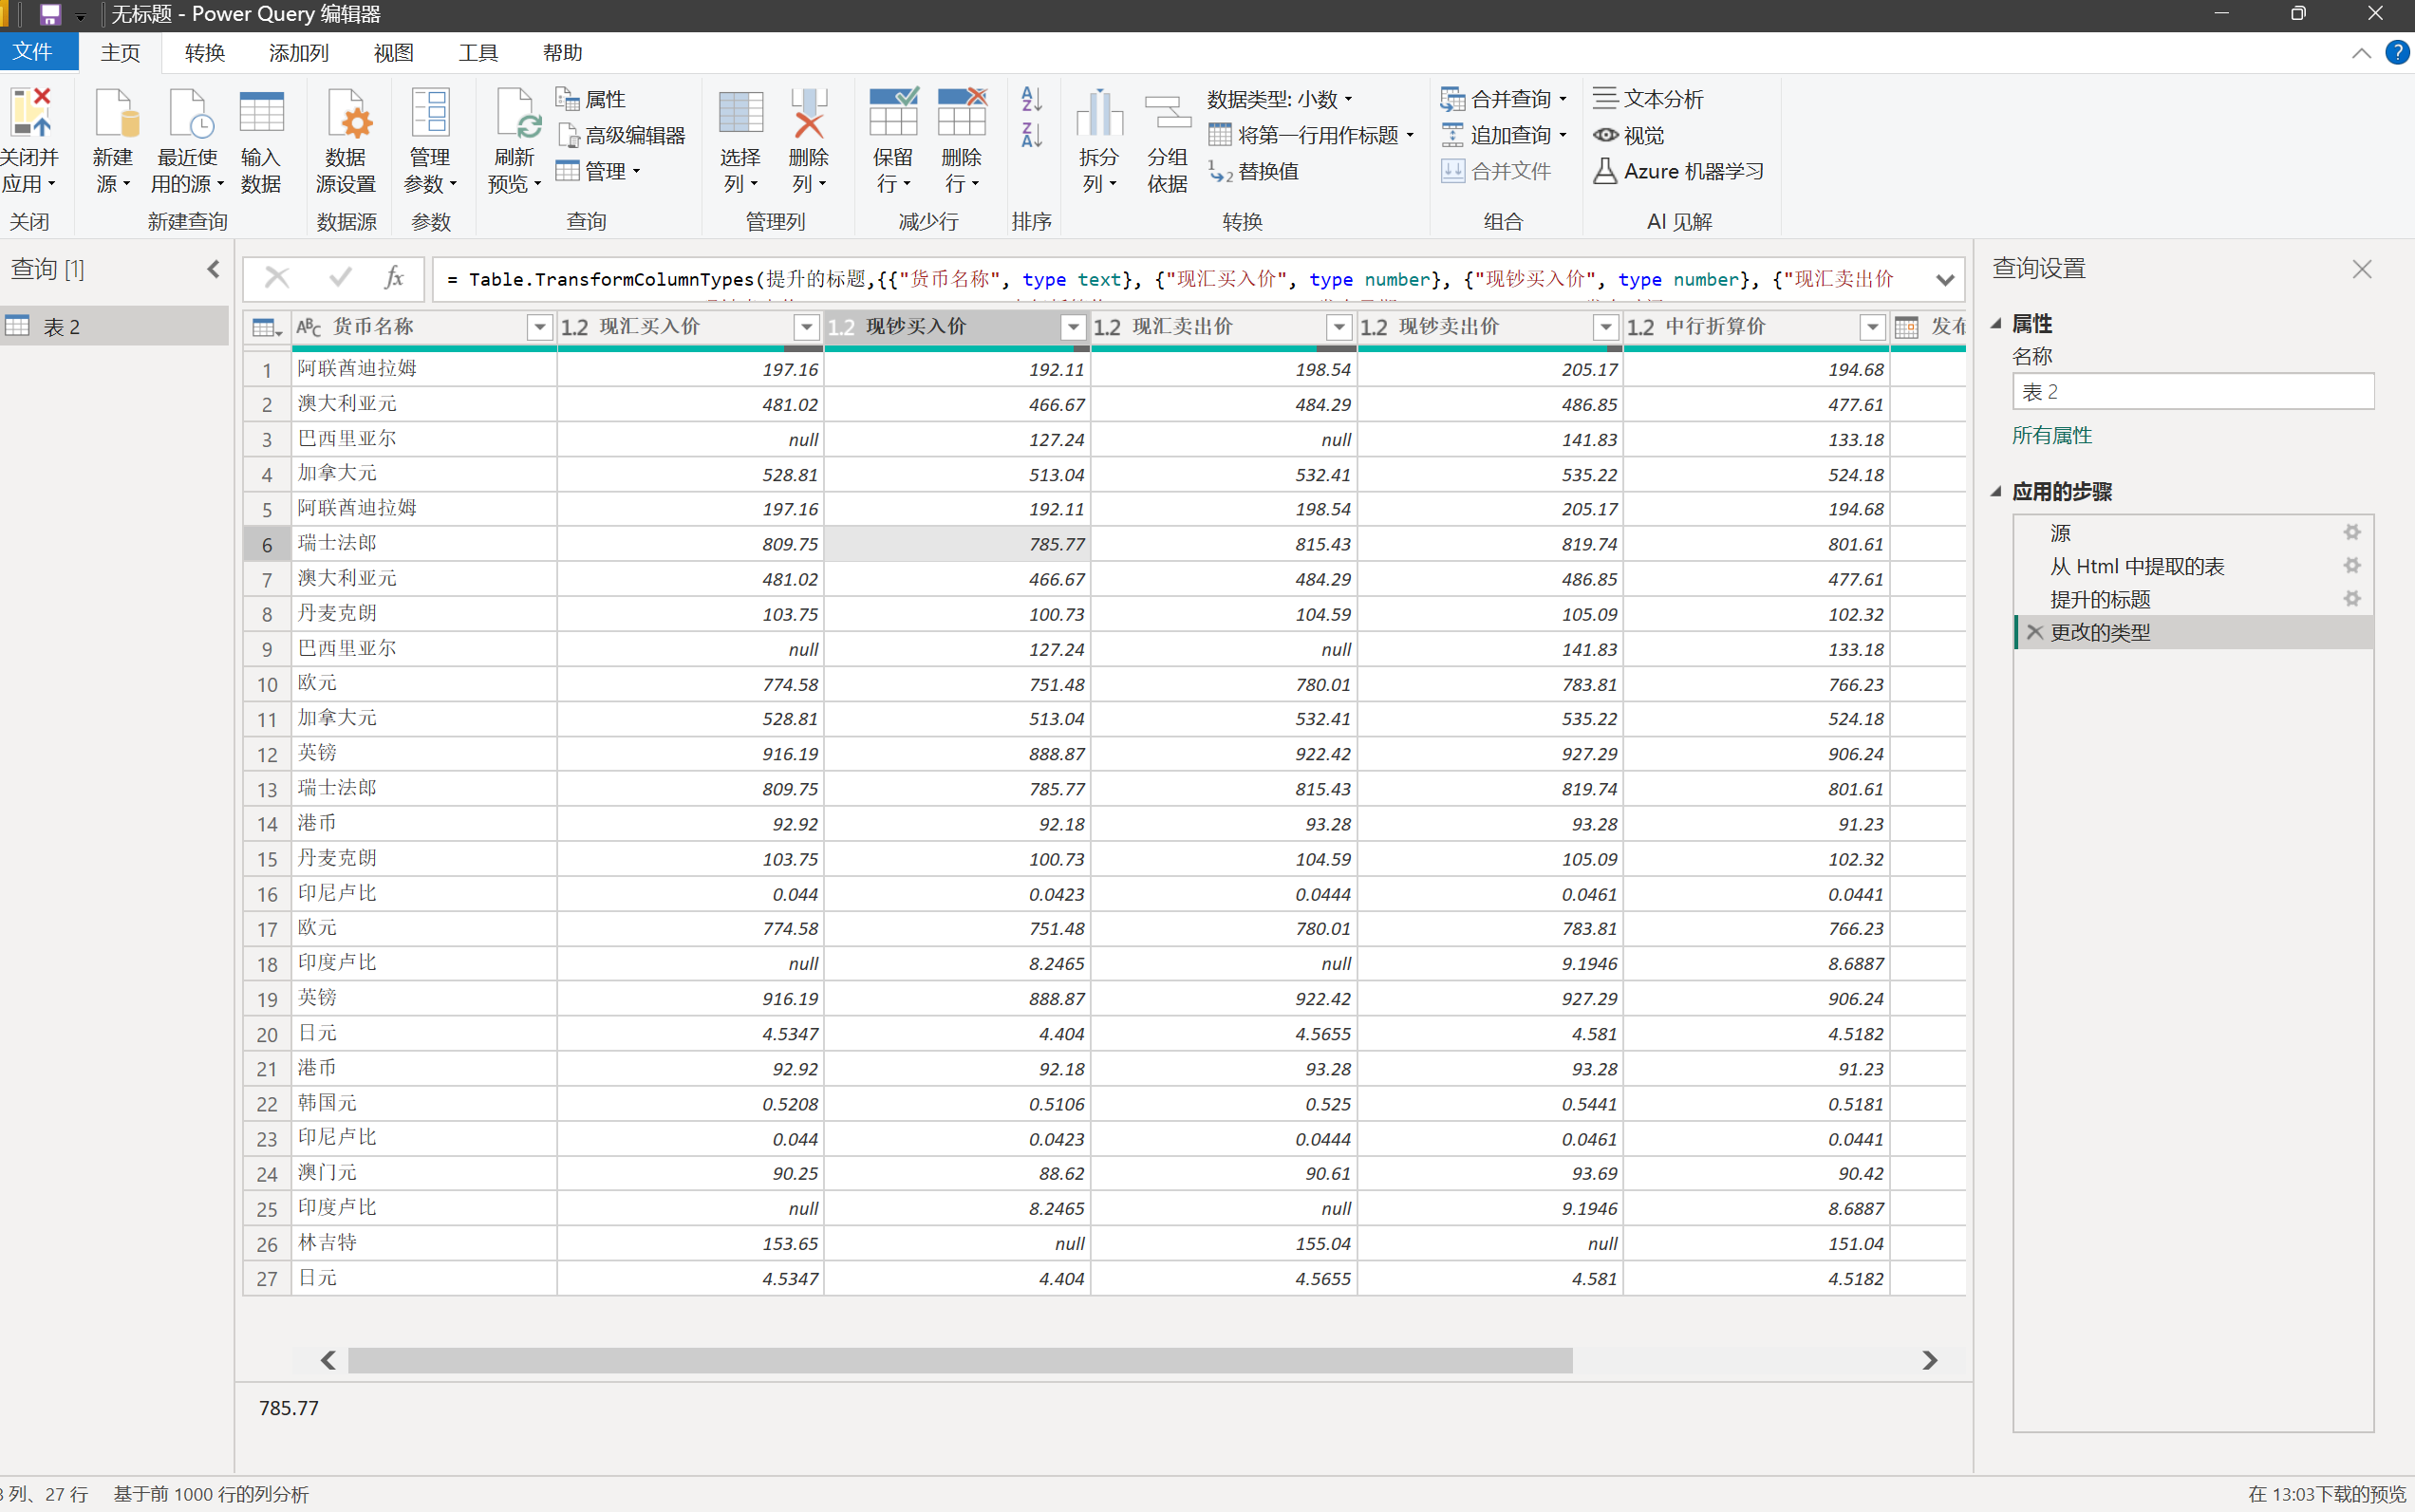 无标题 - Power Query 编辑器
文件 主页 转换 添加列 视图 工具 帮助
关闭并应用 新建源 最近使用的源 输入数据 数据源设置 管理参数 刷新预览 属性 高级编辑器 管理 选择列 删除列 保留行 删除行 拆分列 分组依据 数据类型: 小数 将第一行用作标题 替换值 合并查询 追加查询 合并文件 文本分析 视觉 Azure 机器学习
关闭 新建查询 数据源 参数 查询 管理列 减少行 排序 转换 组合 AI 见解
查询 [1]
表 2
= Table.TransformColumnTypes(提升的标题,{{"货币名称", type text}, {"现汇买入价", type number}, {"现钞买入价", type number}, {"现汇卖出价
ABC 货币名称 1.2 现汇买入价 1.2 现钞买入价 1.2 现汇卖出价 1.2 现钞卖出价 1.2 中行折算价 发布
1 阿联酋迪拉姆 197.16 192.11 198.54 205.17 194.68
2 澳大利亚元 481.02 466.67 484.29 486.85 477.61
3 巴西里亚尔 null 127.24 null 141.83 133.18
4 加拿大元 528.81 513.04 532.41 535.22 524.18
5 阿联酋迪拉姆 197.16 192.11 198.54 205.17 194.68
6 瑞士法郎 809.75 785.77 815.43 819.74 801.61
7 澳大利亚元 481.02 466.67 484.29 486.85 477.61
8 丹麦克朗 103.75 100.73 104.59 105.09 102.32
9 巴西里亚尔 null 127.24 null 141.83 133.18
10 欧元 774.58 751.48 780.01 783.81 766.23
11 加拿大元 528.81 513.04 532.41 535.22 524.18
12 英镑 916.19 888.87 922.42 927.29 906.24
13 瑞士法郎 809.75 785.77 815.43 819.74 801.61
14 港币 92.92 92.18 93.28 93.28 91.23
15 丹麦克朗 103.75 100.73 104.59 105.09 102.32
16 印尼卢比 0.044 0.0423 0.0444 0.0461 0.0441
17 欧元 774.58 751.48 780.01 783.81 766.23
18 印度卢比 null 8.2465 null 9.1946 8.6887
19 英镑 916.19 888.87 922.42 927.29 906.24
20 日元 4.5347 4.404 4.5655 4.581 4.5182
21 港币 92.92 92.18 93.28 93.28 91.23
22 韩国元 0.5208 0.5106 0.525 0.5441 0.5181
23 印尼卢比 0.044 0.0423 0.0444 0.0461 0.0441
24 澳门元 90.25 88.62 90.61 93.69 90.42
25 印度卢比 null 8.2465 null 9.1946 8.6887
26 林吉特 153.65 null 155.04 null 151.04
27 日元 4.5347 4.404 4.5655 4.581 4.5182
785.77
查询设置
属性
名称
表 2
所有属性
应用的步骤
源
从 Html 中提取的表
提升的标题
更改的类型
列、27 行 基于前 1000 行的列分析
在 13:03下载的预览